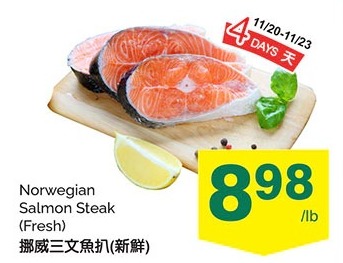 11/20-11/23
4 DAYS 天
Norwegian
Salmon Steak
(Fresh)
挪威三文魚扒(新鮮)
8 98
/lb